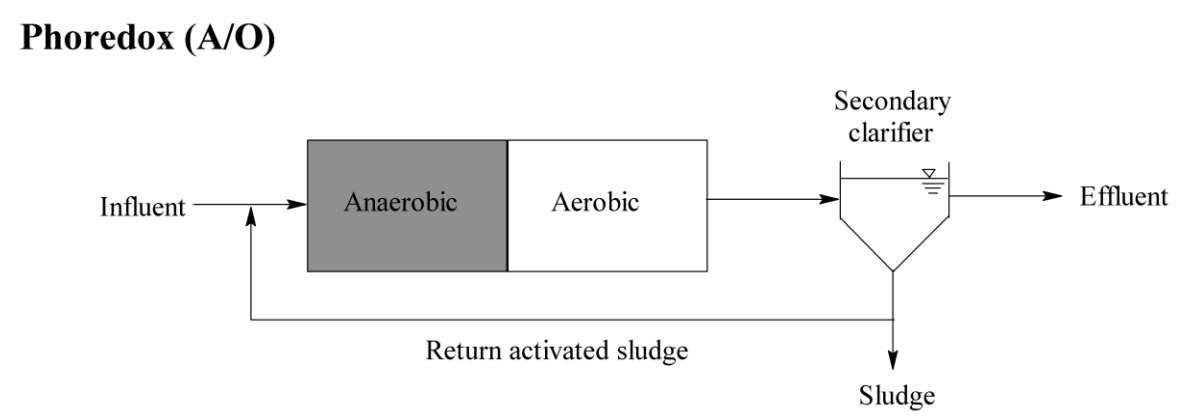 Phoredox (A/O)
Secondary
clarifier
Influent
Anaerobic
Aerobic
Effluent
Return activated sludge
Sludge